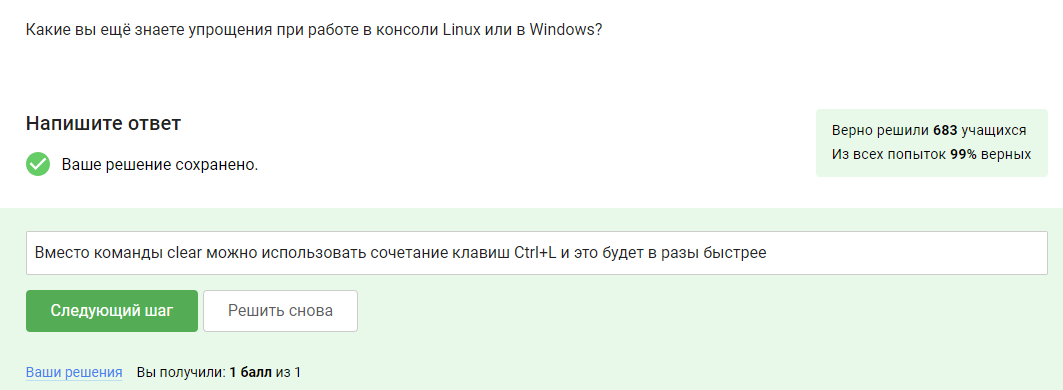 Какие вы ещё знаете упрощения при работе в консоли Linux или в Windows?
Напишите ответ
Верно решили 683 учащихся
Из всех попыток 99% верных
Ваше решение сохранено.
Вместо команды clear можно использовать сочетание клавиш Ctrl+L и это будет в разы быстрее
Следующий шаг
Решить снова
Ваши решения Вы получили: 1 балл из 1